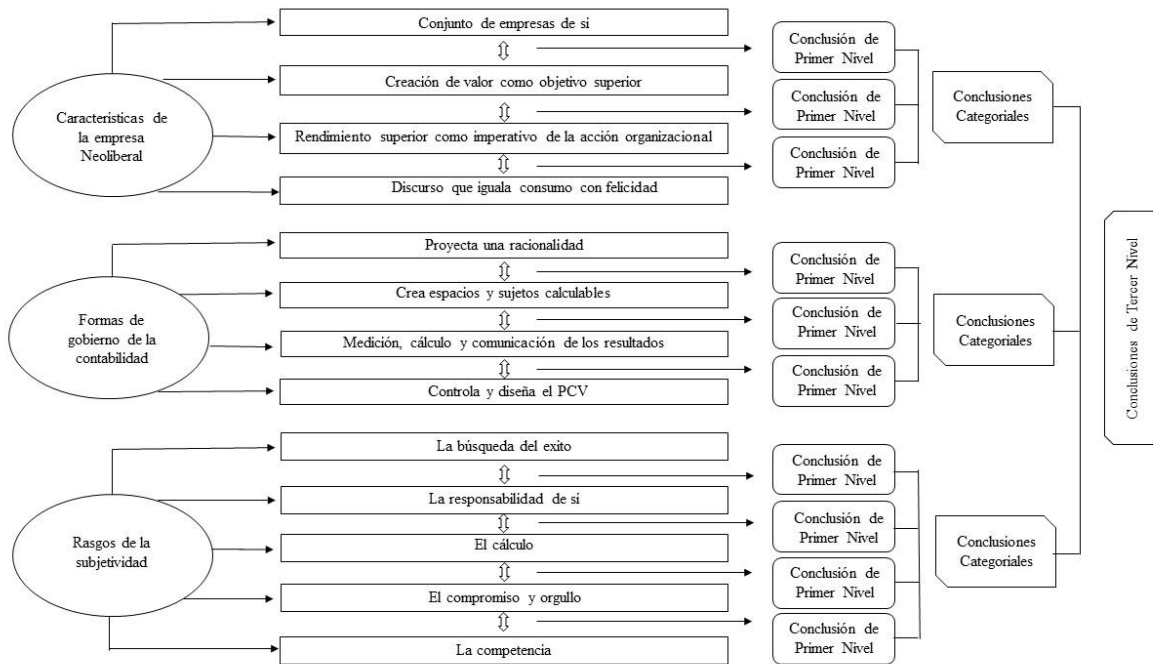 Características de
la empresa
Neoliberal
Conjunto de empresas de sí
Creación de valor como objetivo superior
Rendimiento superior como imperativo de la acción organizacional
Discurso que iguala consumo con felicidad
Conclusión de
Primer Nivel
Conclusión de
Primer Nivel
Conclusión de
Primer Nivel
Conclusiones
Categoriales
Formas de
gobierno de la
contabilidad
Proyecta una racionalidad
Crea espacios y sujetos calculables
Medición, cálculo y comunicación de los resultados
Controla y diseña el PCV
Conclusión de
Primer Nivel
Conclusión de
Primer Nivel
Conclusión de
Primer Nivel
Conclusiones
Categoriales
Rasgos de la
subjetividad
La búsqueda del exito
La responsabilidad de sí
El cálculo
El compromiso y orgullo
La competencia
Conclusión de
Primer Nivel
Conclusión de
Primer Nivel
Conclusión de
Primer Nivel
Conclusión de
Primer Nivel
Conclusiones
Categoriales
Conclusiones de Tercer Nivel